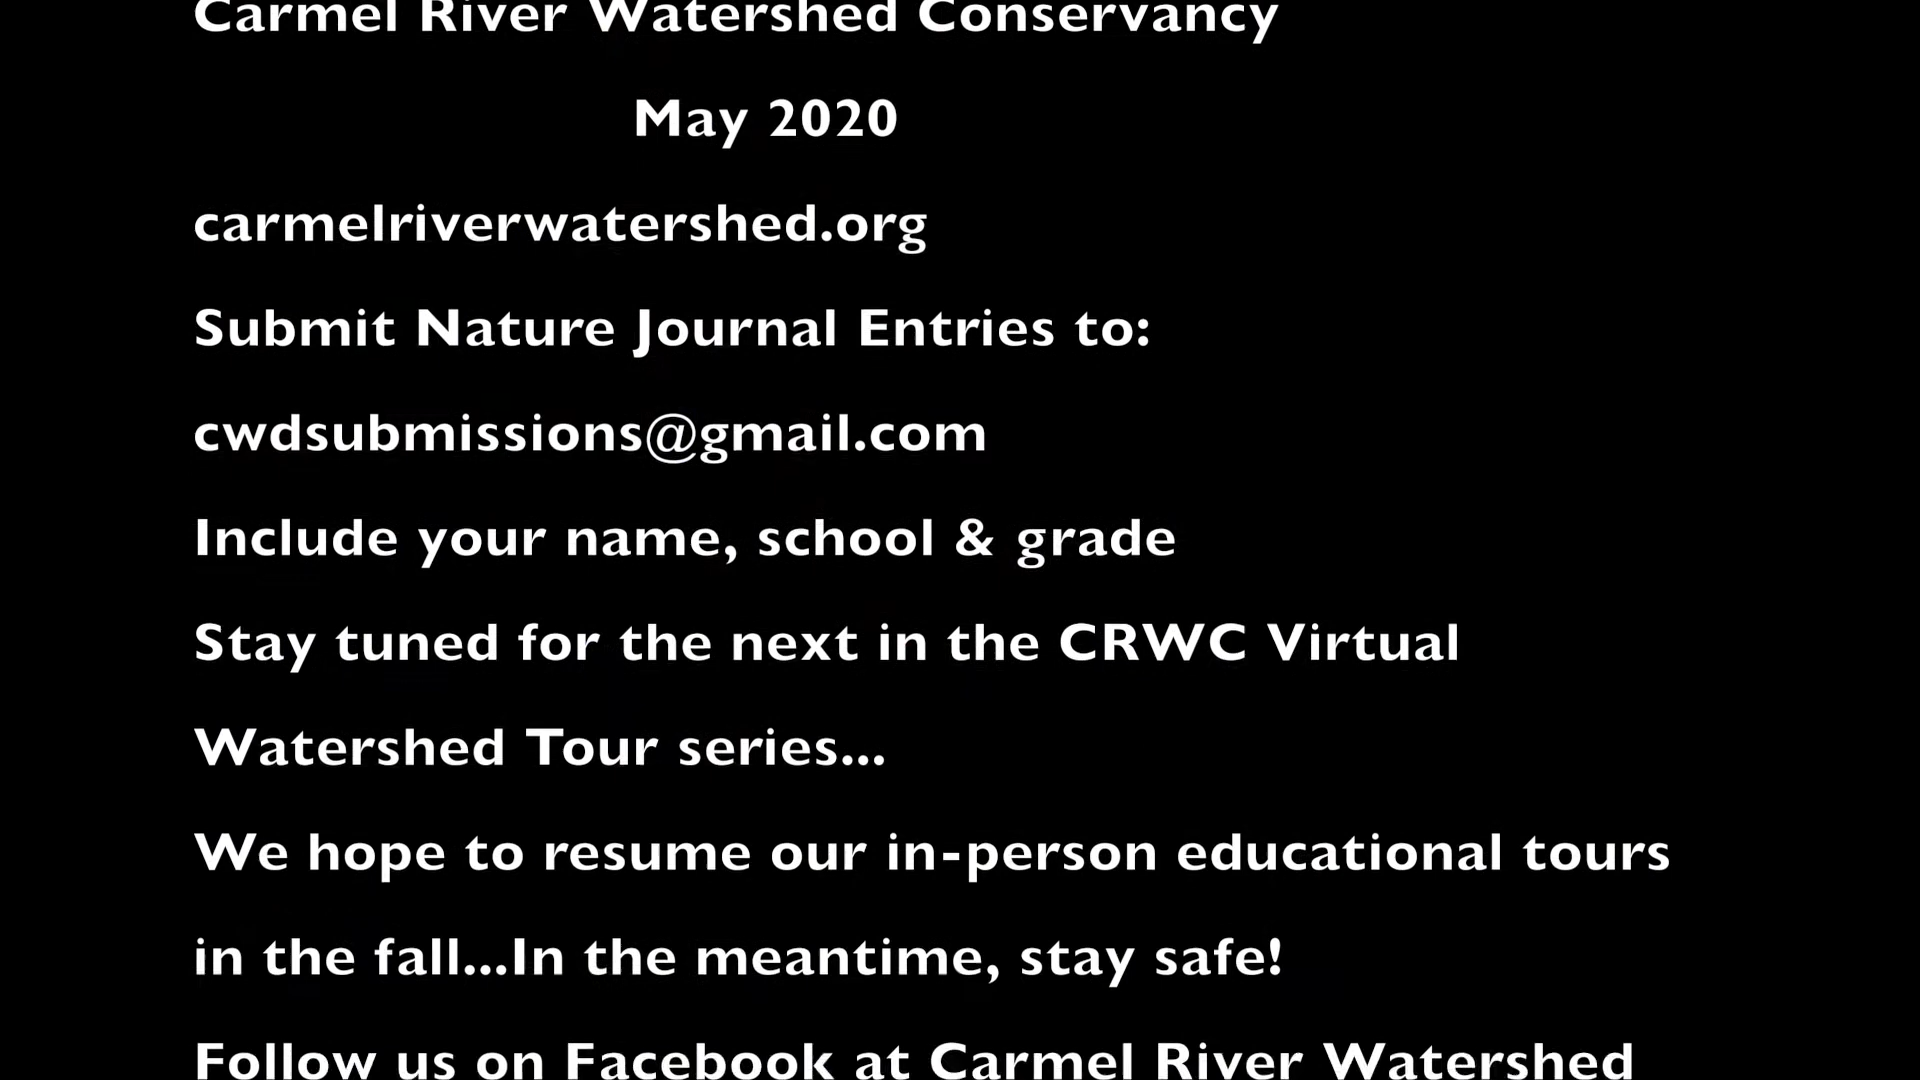 Carmel River Watershed Conservancy
May 2020
carmelriverwatershed.org
Submit Nature Journal Entries to:
cwdsubmissions@gmail.com
Include your name, school & grade
Stay tuned for the next in the CRWC Virtual
Watershed Tour series...
We hope to resume our in-person educational tours
in the fall...In the meantime, stay safe!
Follow us on Facebook at Carmel River Watershed